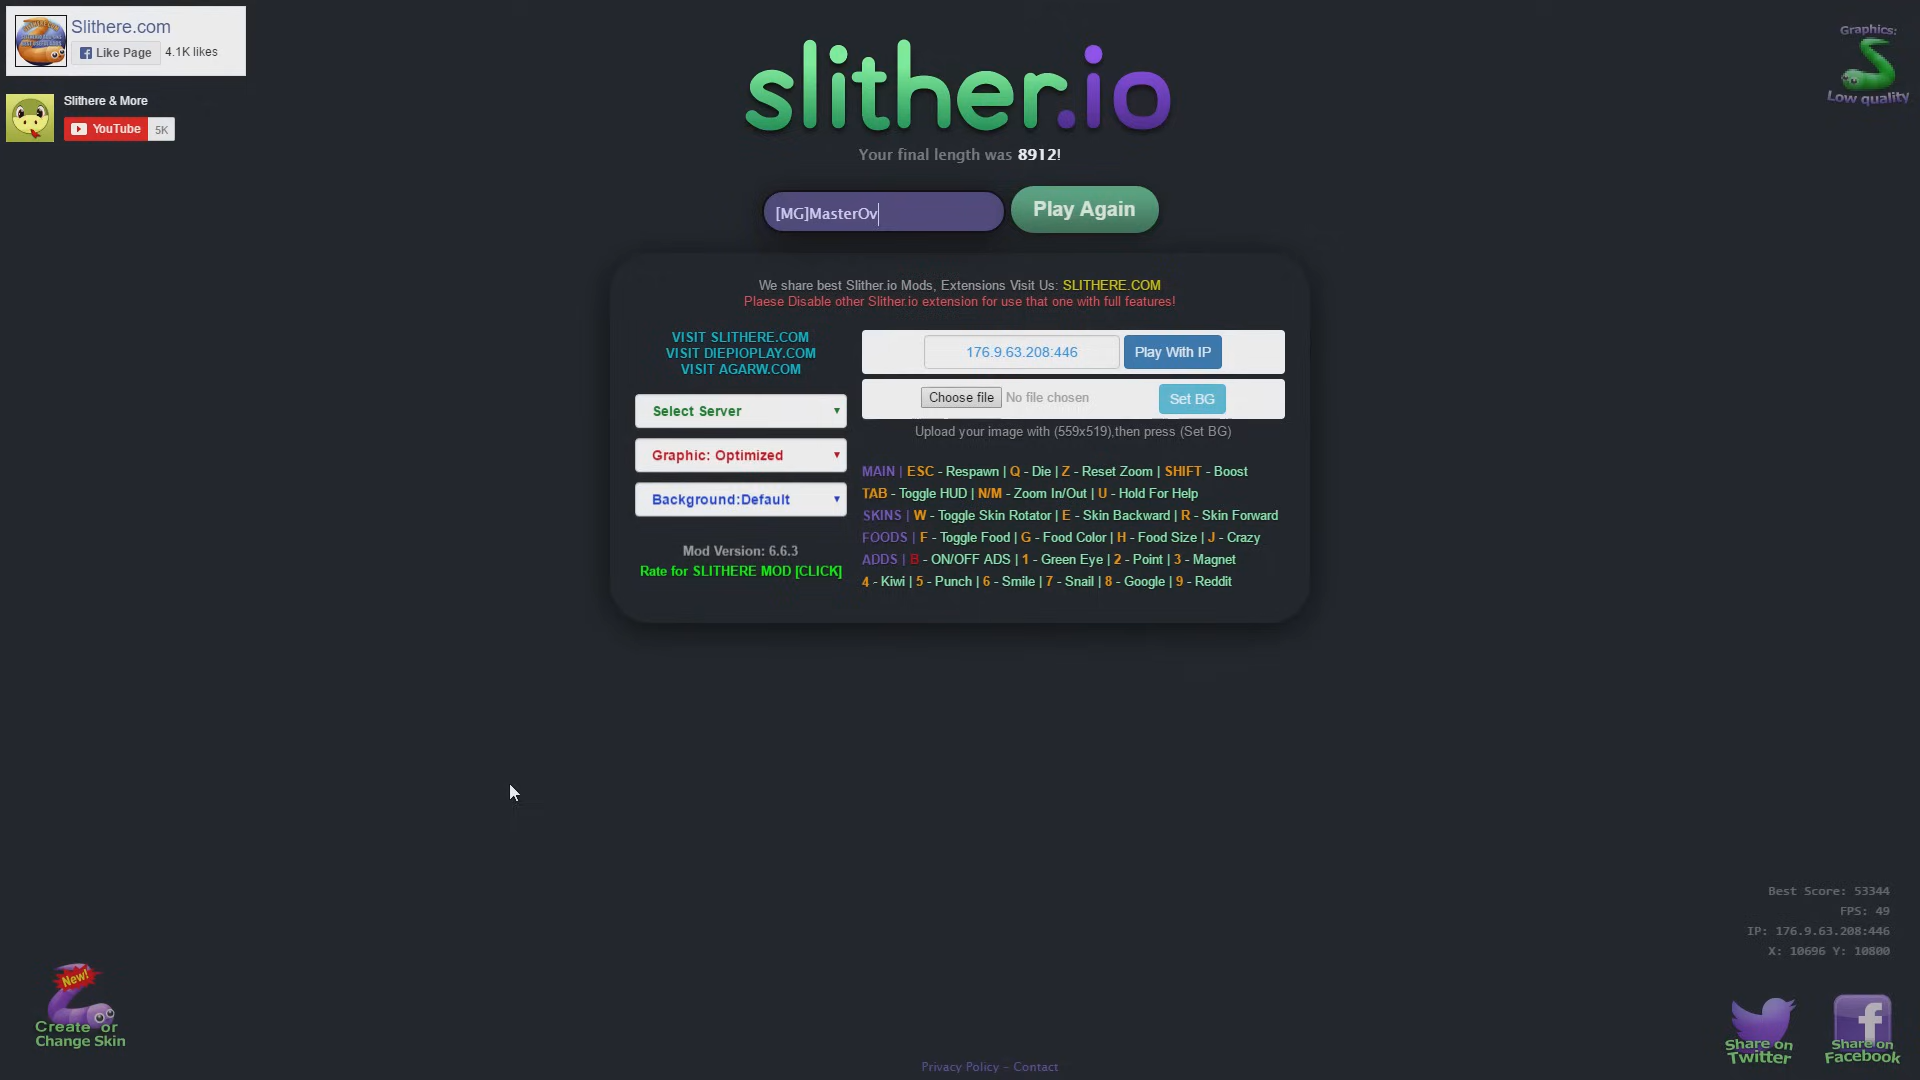 Slithere.com
Like Page 4.1K likes
Slithere & More
YouTube 5K
slither.io
Your final length was 8912!
[MG]MasterOv
Play Again
Graphics:
Low quality
We share best Slither.io Mods, Extensions Visit Us: SLITHERE.COM
Plaese Disable other Slither.io extension for use that one with full features!
VISIT SLITHERE.COM
VISIT DIEPIOPLAY.COM
VISIT AGARW.COM
Select Server
Graphic: Optimized
Background:Default
Mod Version: 6.6.3
Rate for SLITHERE MOD [CLICK]
176.9.63.208:446 Play With IP
Choose file No file chosen Set BG
Upload your image with (559x519),then press (Set BG)
MAIN | ESC - Respawn | Q - Die | Z - Reset Zoom | SHIFT - Boost
TAB - Toggle HUD | N/M - Zoom In/Out | U - Hold For Help
SKINS | W - Toggle Skin Rotator | E - Skin Backward | R - Skin Forward
FOODS | F - Toggle Food | G - Food Color | H - Food Size | J - Crazy
ADDS | B - ON/OFF ADS | 1 - Green Eye | 2 - Point | 3 - Magnet
4 - Kiwi | 5 - Punch | 6 - Smile | 7 - Snail | 8 - Google | 9 - Reddit
Best Score: 53344
FPS: 49
IP: 176.9.63.208:446
X: 10696 Y: 10800
New!
Create or
Change Skin
Share on
Twitter
Share on
Facebook
Privacy Policy - Contact